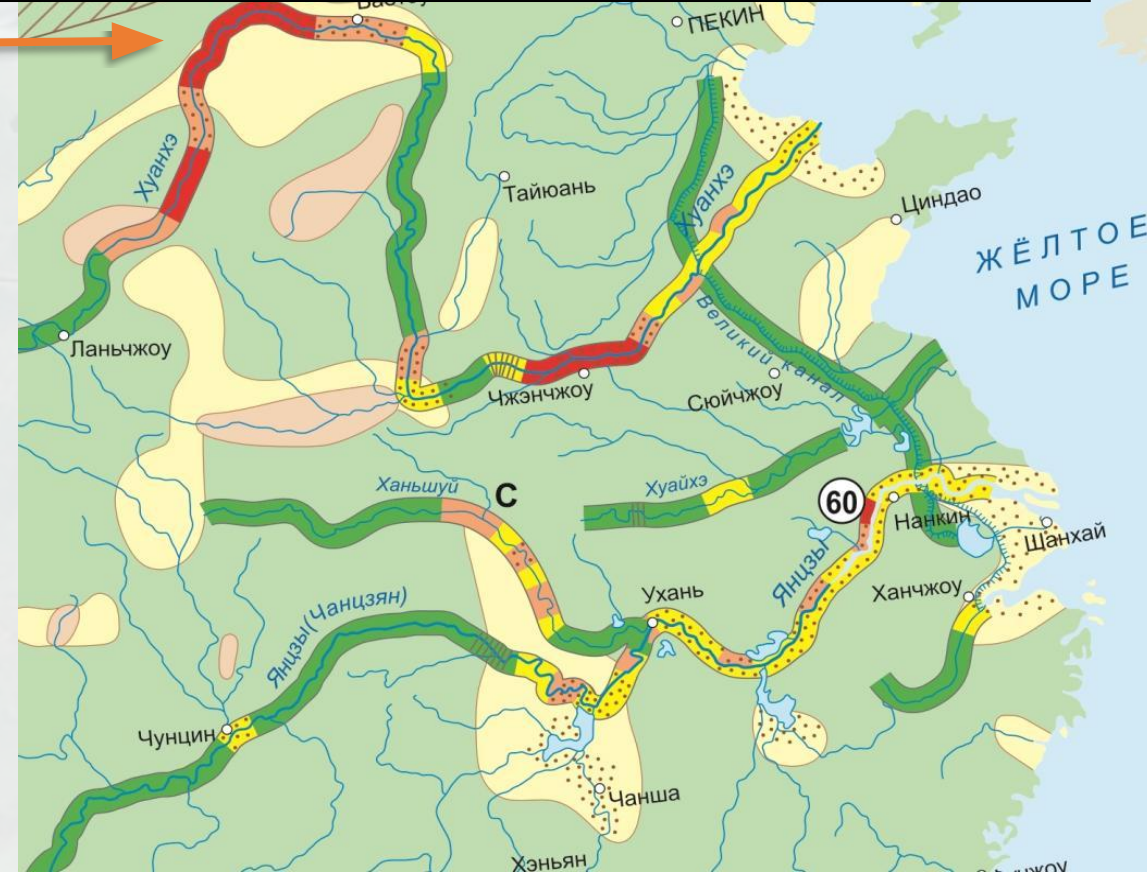 ПЕКИН
Хуанхэ
Тайюань
Хуанхэ
Циндао
ЖЁЛТОЕ
МОРЕ
Ланьчжоу
Великий канал
Чжэнчжоу
Сюйчжоу
Ханьшуй
С
Хуайхэ
60
Нанкин
Шанхай
Янцзы
Ханчжоу
Ухань
Янцзы (Чанцзян)
Чунцин
Чанша
Хэньян